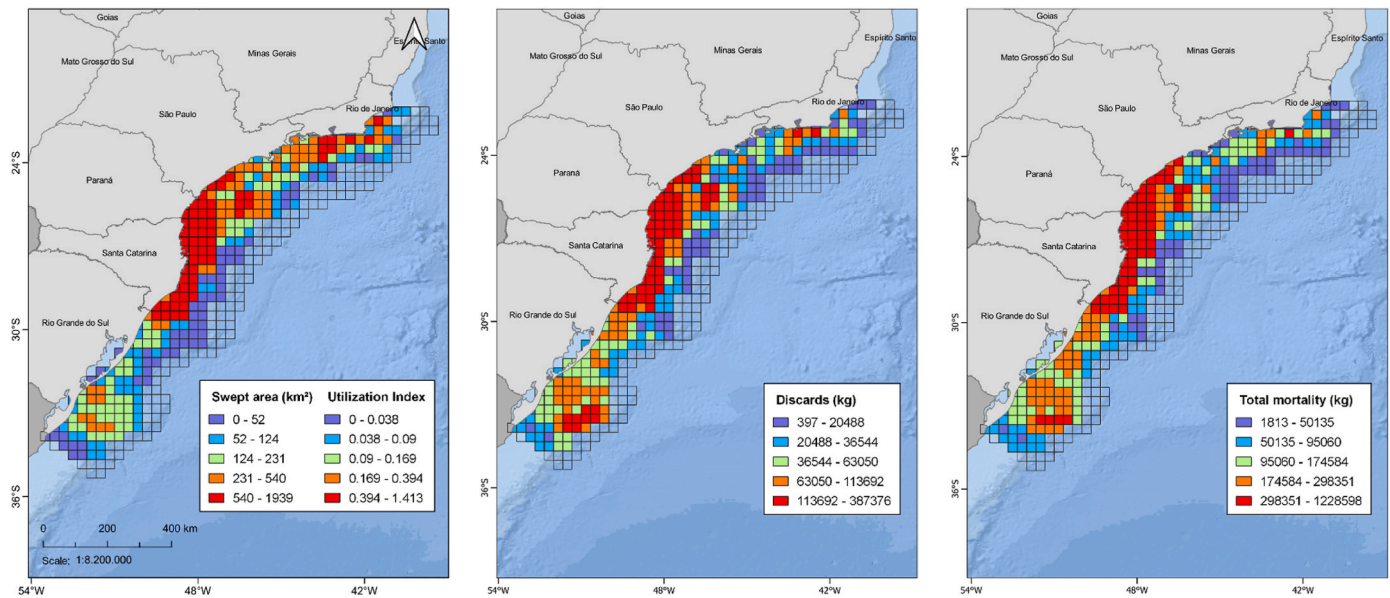 Goias
Espírito Santo
Minas Gerais
Mato Grosso do Sul
Rio de Janeiro
São Paulo
24°S
Paraná
Santa Catarina
Rio Grande do Sul
30°S
Swept area (km²) Utilization Index
0 - 52 0 - 0.038
52 - 124 0.038 - 0.09
124 - 231 0.09 - 0.169
231 - 540 0.169 - 0.394
540 - 1939 0.394 - 1.413
36°S
0 200 400 km
Scale: 1:8.200.000
54°W 48°W 42°W
Goias
Espírito Santo
Minas Gerais
Mato Grosso do Sul
Rio de Janeiro
São Paulo
24°S
Paraná
Santa Catarina
Rio Grande do Sul
30°S
Discards (kg)
397 - 20488
20488 - 36544
36544 - 63050
63050 - 113692
113692 - 387376
36°S
54°W 48°W 42°W
Goias
Espírito Santo
Minas Gerais
Mato Grosso do Sul
Rio de Janeiro
São Paulo
24°S
Paraná
Santa Catarina
Rio Grande do Sul
30°S
Total mortality (kg)
1813 - 50135
50135 - 95060
95060 - 174584
174584 - 298351
298351 - 1228598
36°S
54°W 48°W 42°W